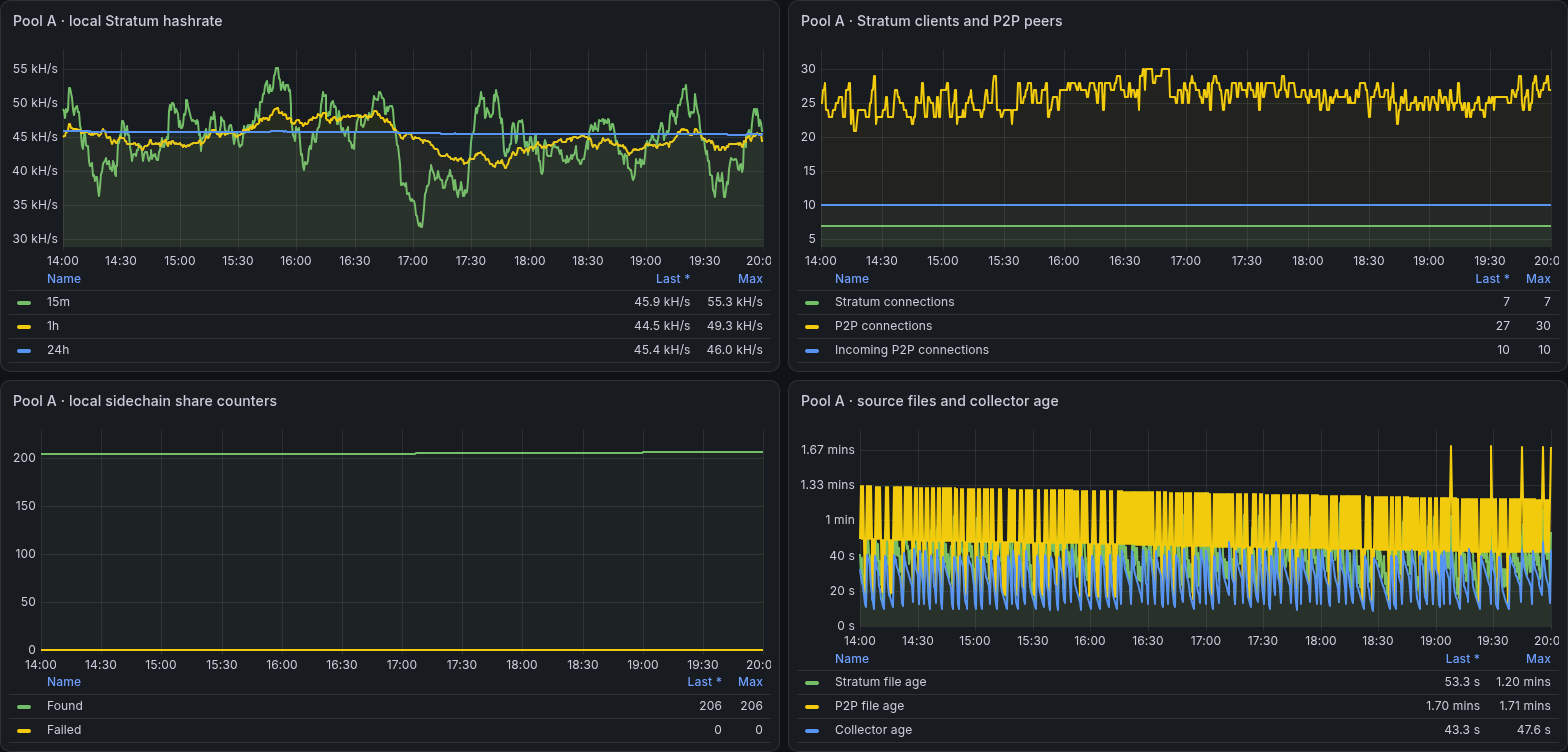 Pool A · local Stratum hashrate
55 kH/s
50 kH/s
45 kH/s
40 kH/s
35 kH/s
30 kH/s
14:00 14:30 15:00 15:30 16:00 16:30 17:00 17:30 18:00 18:30 19:00 19:30 20:0
Name Last * Max
15m 45.9 kH/s 55.3 kH/s
1h 44.5 kH/s 49.3 kH/s
24h 45.4 kH/s 46.0 kH/s
Pool A · Stratum clients and P2P peers
30
25
20
15
10
5
14:00 14:30 15:00 15:30 16:00 16:30 17:00 17:30 18:00 18:30 19:00 19:30 20:0
Name Last * Max
Stratum connections 7 7
P2P connections 27 30
Incoming P2P connections 10 10
Pool A · local sidechain share counters
200
150
100
50
0
14:00 14:30 15:00 15:30 16:00 16:30 17:00 17:30 18:00 18:30 19:00 19:30 20:0
Name Last * Max
Found 206 206
Failed 0 0
Pool A · source files and collector age
1.67 mins
1.33 mins
1 min
40 s
20 s
0 s
14:00 14:30 15:00 15:30 16:00 16:30 17:00 17:30 18:00 18:30 19:00 19:30 20:0
Name Last * Max
Stratum file age 53.3 s 1.20 mins
P2P file age 1.70 mins 1.71 mins
Collector age 43.3 s 47.6 s